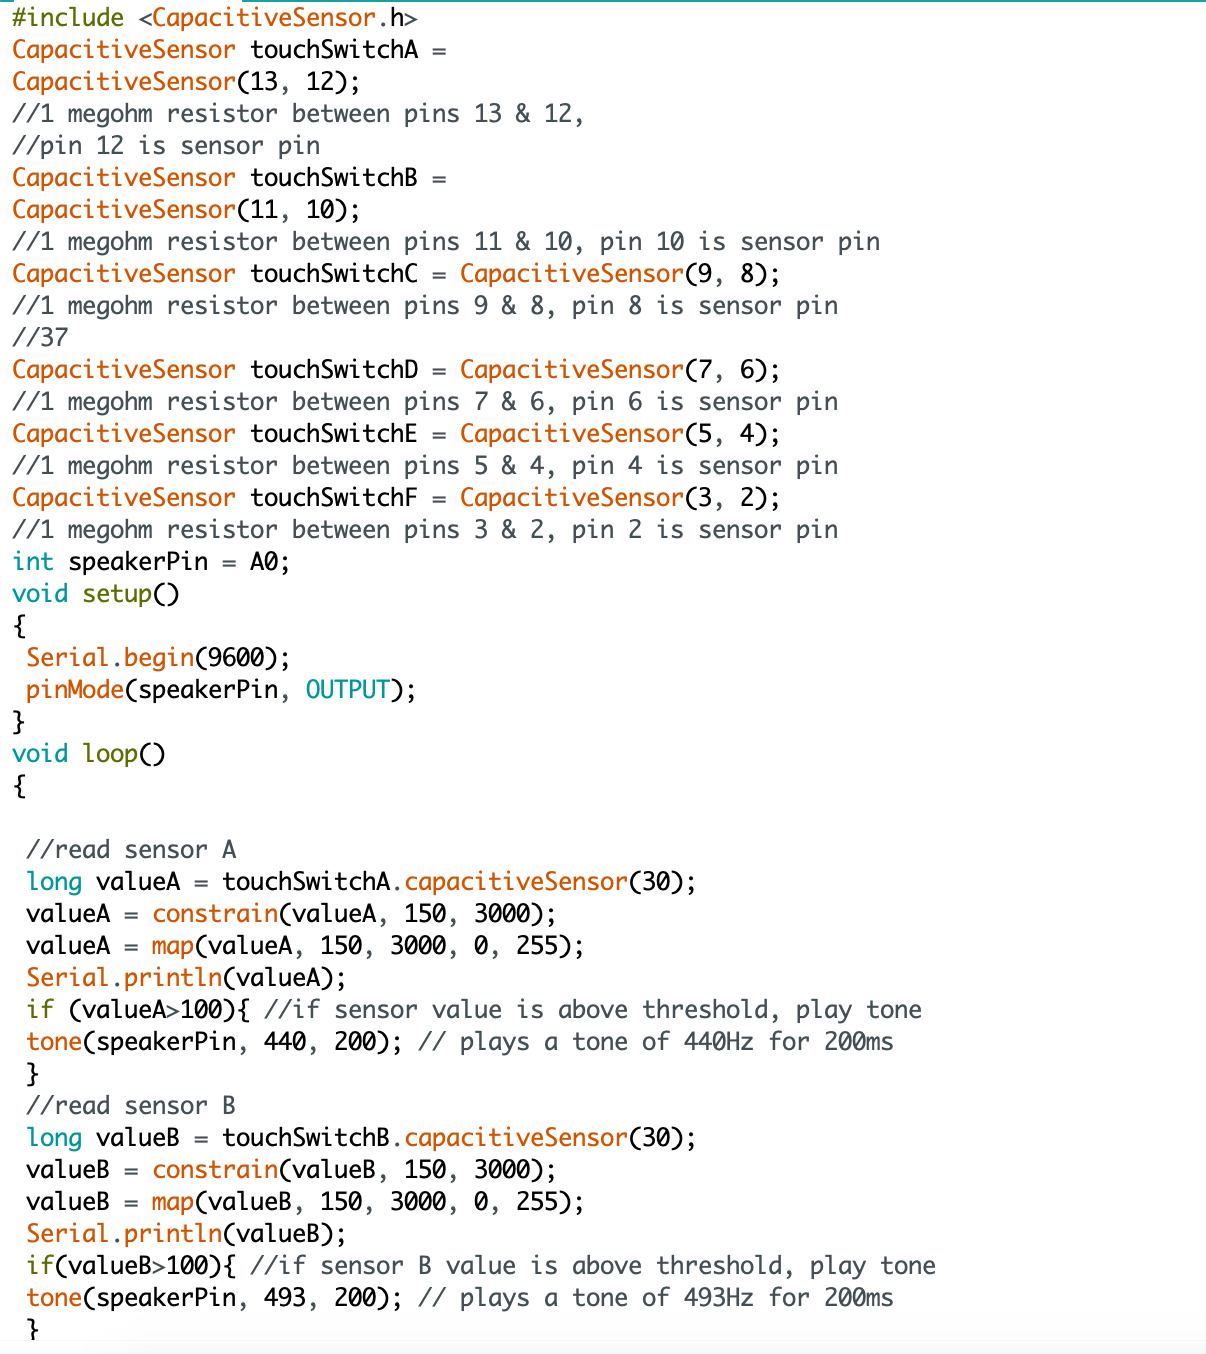 #include <CapacitiveSensor.h>
CapacitiveSensor touchSwitchA =
CapacitiveSensor(13, 12);
//1 megohm resistor between pins 13 & 12,
//pin 12 is sensor pin
CapacitiveSensor touchSwitchB =
CapacitiveSensor(11, 10);
//1 megohm resistor between pins 11 & 10, pin 10 is sensor pin
CapacitiveSensor touchSwitchC = CapacitiveSensor(9, 8);
//1 megohm resistor between pins 9 & 8, pin 8 is sensor pin
//37
CapacitiveSensor touchSwitchD = CapacitiveSensor(7, 6);
//1 megohm resistor between pins 7 & 6, pin 6 is sensor pin
CapacitiveSensor touchSwitchE = CapacitiveSensor(5, 4);
//1 megohm resistor between pins 5 & 4, pin 4 is sensor pin
CapacitiveSensor touchSwitchF = CapacitiveSensor(3, 2);
//1 megohm resistor between pins 3 & 2, pin 2 is sensor pin
int speakerPin = A0;
void setup()
{
 Serial.begin(9600);
 pinMode(speakerPin, OUTPUT);
}
void loop()
{

 //read sensor A
 long valueA = touchSwitchA.capacitiveSensor(30);
 valueA = constrain(valueA, 150, 3000);
 valueA = map(valueA, 150, 3000, 0, 255);
 Serial.println(valueA);
 if (valueA>100){ //if sensor value is above threshold, play tone
 tone(speakerPin, 440, 200); // plays a tone of 440Hz for 200ms
 }
 //read sensor B
 long valueB = touchSwitchB.capacitiveSensor(30);
 valueB = constrain(valueB, 150, 3000);
 valueB = map(valueB, 150, 3000, 0, 255);
 Serial.println(valueB);
 if(valueB>100){ //if sensor B value is above threshold, play tone
 tone(speakerPin, 493, 200); // plays a tone of 493Hz for 200ms
 }